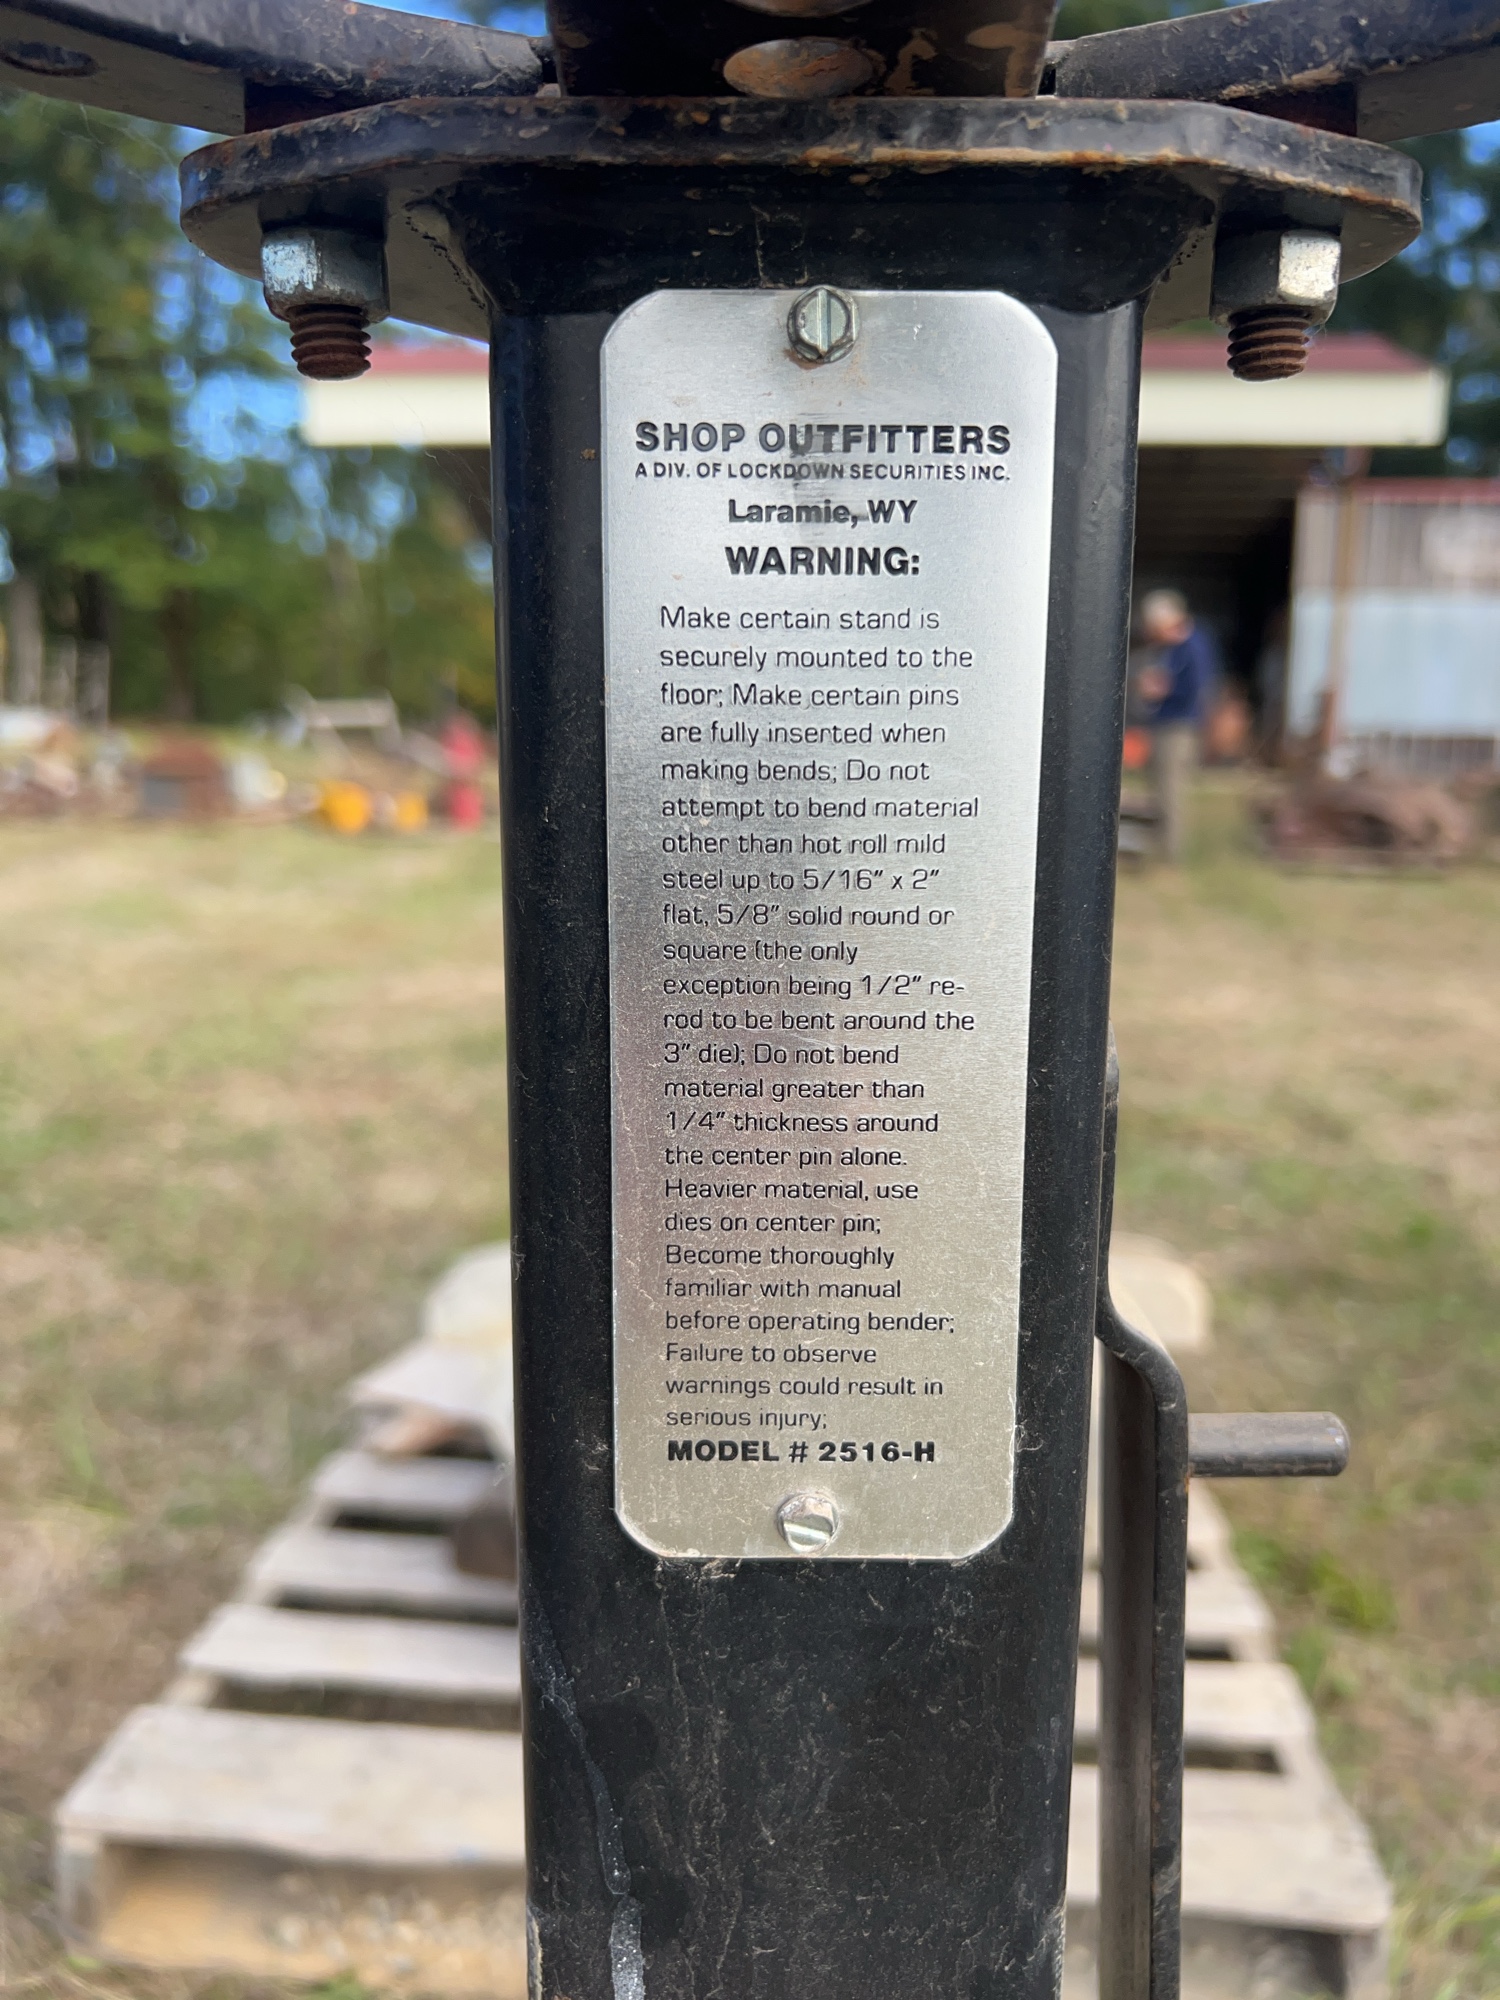 SHOP OUTFITTERS
A DIV. OF LOCKDOWN SECURITIES INC.
Laramie, WY
WARNING:
Make certain stand is
securely mounted to the
floor; Make certain pins
are fully inserted when
making bends; Do not
attempt to bend material
other than hot roll mild
steel up to 5/16" x 2"
flat, 5/8" solid round or
square (the only
exception being 1/2" re-
rod to be bent around the
3" die); Do not bend
material greater than
1/4" thickness around
the center pin alone.
Heavier material, use
dies on center pin;
Become thoroughly
familiar with manual
before operating bender;
Failure to observe
warnings could result in
serious injury;
MODEL # 2516-H